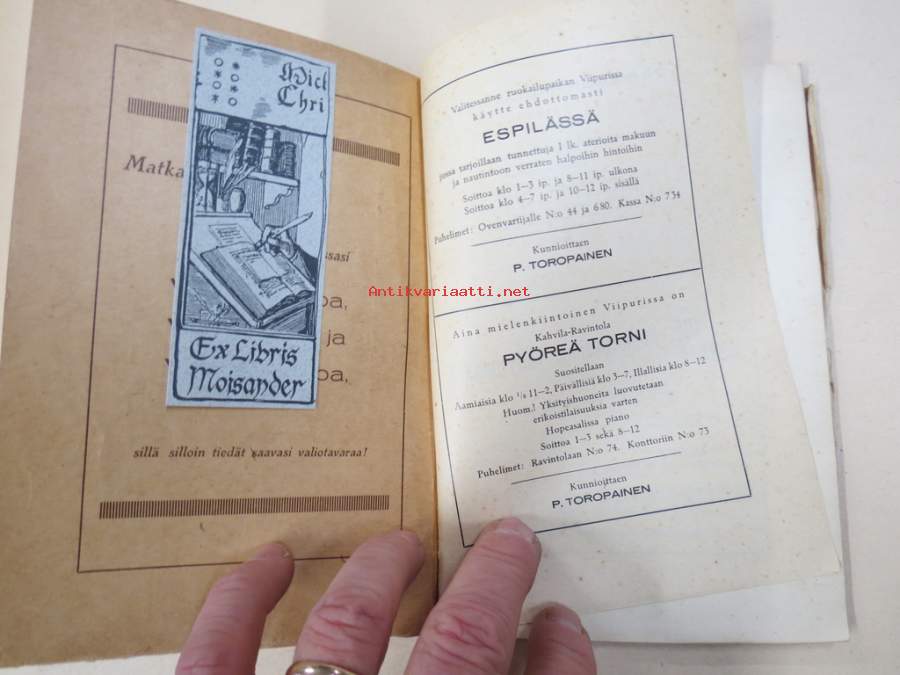 Matka
sasi
oa,
ja
pa,
sillä silloin tiedät saavasi valiotavaraa!
Chri
Ex Libris
Moisander
Antikvariaatti.net
Valitessanne ruokailupaikan Viipurissa
käytte ehdottomasti
ESPILÄSSÄ
jossa tarjoillaan tunnettuja I lk. aterioita makuun
ja nautintoon verraten halpoihin hintoihin
Soittoa klo 1–3 ip. ja 8–11 ip. ulkona
Soittoa klo 4–7 ip. ja 10–12 ip. sisällä
Puhelimet: Ovenvartijalle N:o 44 ja 680. Kassa N:o 734
Kunnioittaen
P. TOROPAINEN
Aina mielenkiintoinen Viipurissa on
Kahvila-Ravintola
PYÖREÄ TORNI
Suositellaan
Aamiaisia klo ½ 11–2, Päivällisiä klo 3–7, Illallisia klo 8–12
Huom.! Yksityishuoneita luovutetaan
erikoistilaisuuksia varten
Hopeasalissa piano
Soittoa 1–3 sekä 8–12
Puhelimet: Ravintolaan N:o 74. Konttoriin N:o 73
Kunnioittaen
P. TOROPAINEN